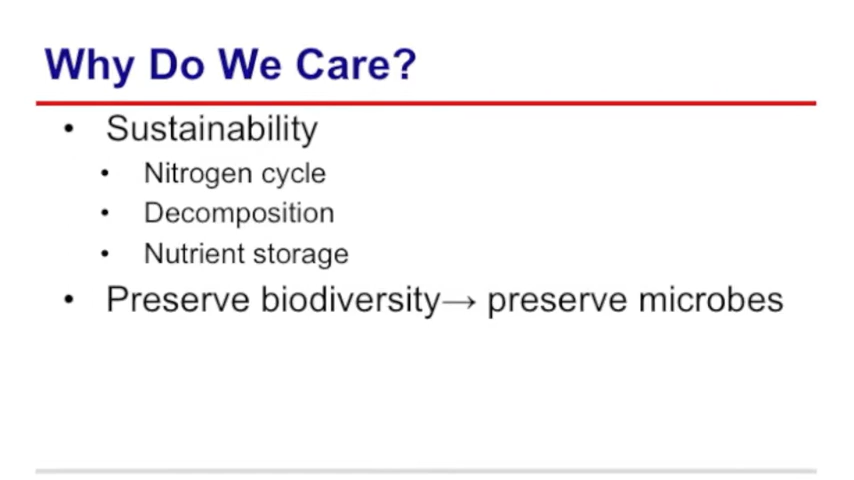 Why Do We Care?
• Sustainability
• Nitrogen cycle
• Decomposition
• Nutrient storage
• Preserve biodiversity→ preserve microbes